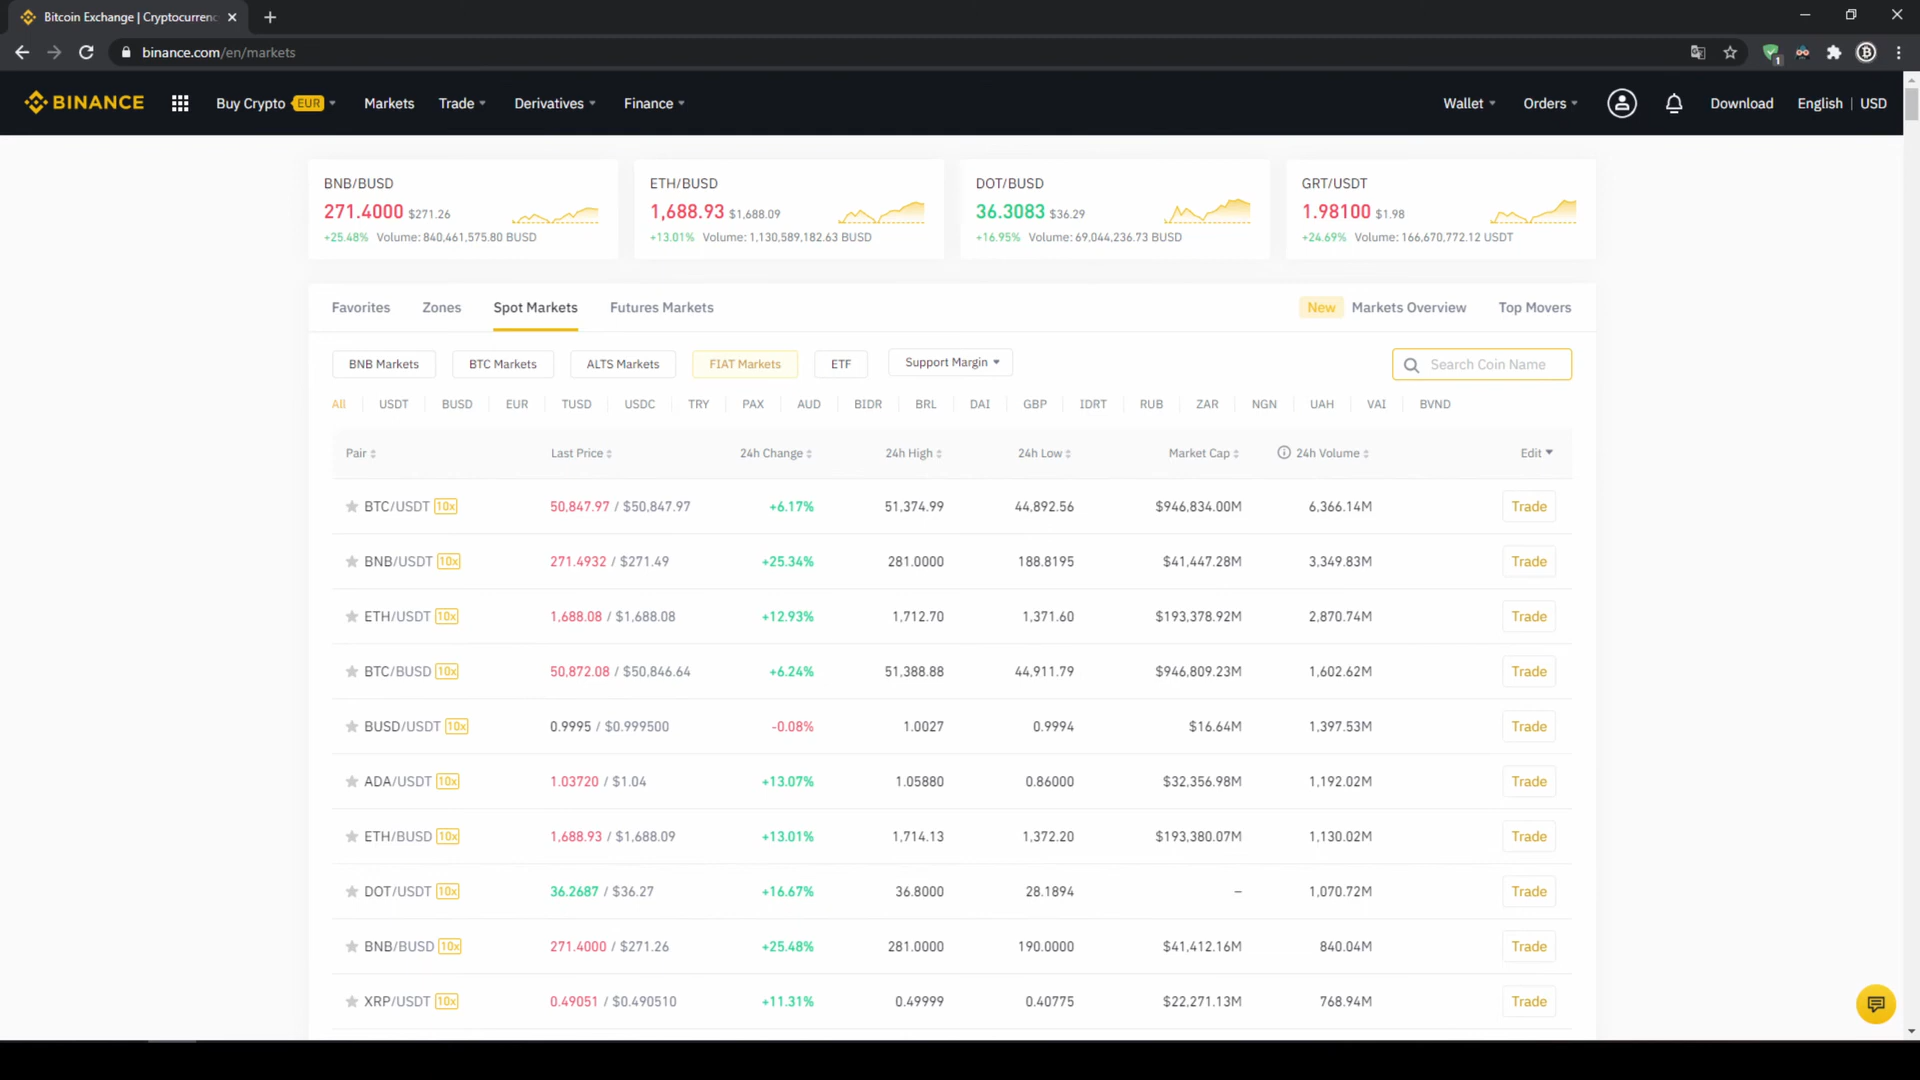 Bitcoin Exchange | Cryptocurrenc
binance.com/en/markets
1
BINANCE Buy Crypto EUR Markets Trade Derivatives Finance Wallet Orders Download English | USD
BNB/BUSD
271.4000 $271.26
+25.48% Volume: 840,461,575.80 BUSD
ETH/BUSD
1,688.93 $1,688.09
+13.01% Volume: 1,130,589,182.63 BUSD
DOT/BUSD
36.3083 $36.29
+16.95% Volume: 69,044,236.73 BUSD
GRT/USDT
1.98100 $1.98
+24.69% Volume: 166,670,772.12 USDT
Favorites Zones Spot Markets Futures Markets New Markets Overview Top Movers
BNB Markets BTC Markets ALTS Markets FIAT Markets ETF Support Margin Search Coin Name
All USDT BUSD EUR TUSD USDC TRY PAX AUD BIDR BRL DAI GBP IDRT RUB ZAR NGN UAH VAI BVND
Pair Last Price 24h Change 24h High 24h Low Market Cap 24h Volume Edit
BTC/USDT 10x 50,847.97 / $50,847.97 +6.17% 51,374.99 44,892.56 $946,834.00M 6,366.14M Trade
BNB/USDT 10x 271.4932 / $271.49 +25.34% 281.0000 188.8195 $41,447.28M 3,349.83M Trade
ETH/USDT 10x 1,688.08 / $1,688.08 +12.93% 1,712.70 1,371.60 $193,378.92M 2,870.74M Trade
BTC/BUSD 10x 50,872.08 / $50,846.64 +6.24% 51,388.88 44,911.79 $946,809.23M 1,602.62M Trade
BUSD/USDT 10x 0.9995 / $0.999500 -0.08% 1.0027 0.9994 $16.64M 1,397.53M Trade
ADA/USDT 10x 1.03720 / $1.04 +13.07% 1.05880 0.86000 $32,356.98M 1,192.02M Trade
ETH/BUSD 10x 1,688.93 / $1,688.09 +13.01% 1,714.13 1,372.20 $193,380.07M 1,130.02M Trade
DOT/USDT 10x 36.2687 / $36.27 +16.67% 36.8000 28.1894 – 1,070.72M Trade
BNB/BUSD 10x 271.4000 / $271.26 +25.48% 281.0000 190.0000 $41,412.16M 840.04M Trade
XRP/USDT 10x 0.49051 / $0.490510 +11.31% 0.49999 0.40775 $22,271.13M 768.94M Trade